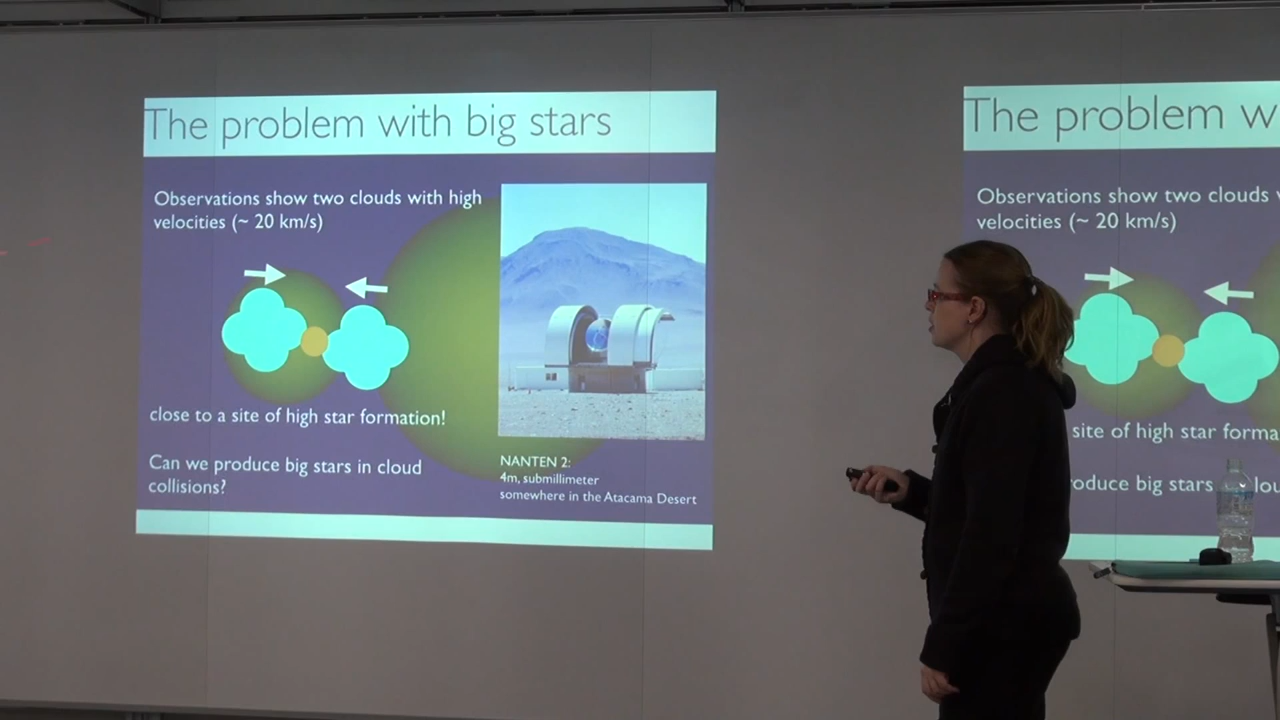 The problem with big stars
Observations show two clouds with high
velocities (~ 20 km/s)
close to a site of high star formation!
Can we produce big stars in cloud
collisions?
NANTEN 2:
4m, submillimeter
somewhere in the Atacama Desert
The problem w
Observations show two clouds
velocities (~ 20 km/s)
site of high star forma
oduce big stars